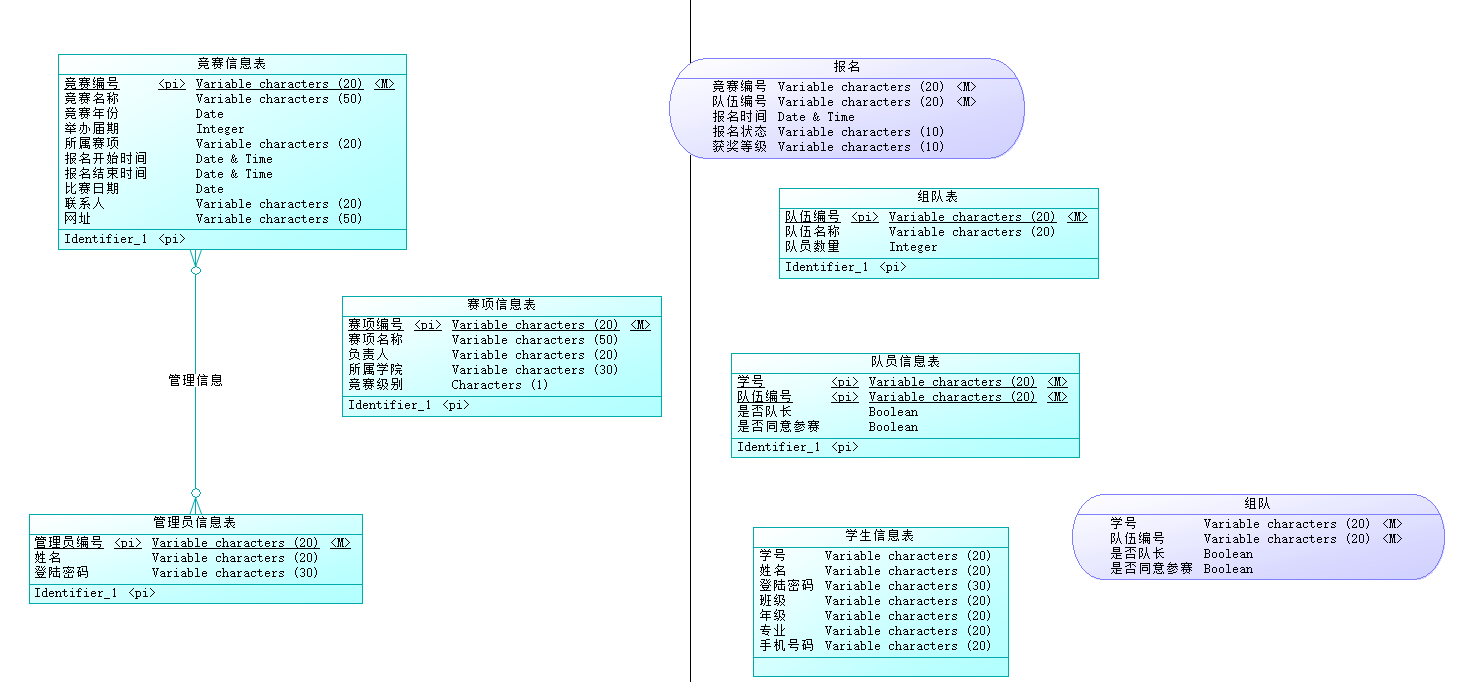 竟赛信息表
竟赛编号 <pi> Variable characters (20) <M>
竟赛名称 Variable characters (50)
竟赛年份 Date
举办届期 Integer
所属赛项 Variable characters (20)
报名开始时间 Date & Time
报名结束时间 Date & Time
比赛日期 Date
联系人 Variable characters (20)
网址 Variable characters (50)
Identifier_1 <pi>
管理信息
管理员信息表
管理员编号 <pi> Variable characters (20) <M>
姓名 Variable characters (20)
登陆密码 Variable characters (30)
Identifier_1 <pi>
赛项信息表
赛项编号 <pi> Variable characters (20) <M>
赛项名称 Variable characters (50)
负责人 Variable characters (20)
所属学院 Variable characters (30)
竟赛级别 Characters (1)
Identifier_1 <pi>
报名
竟赛编号 Variable characters (20) <M>
队伍编号 Variable characters (20) <M>
报名时间 Date & Time
报名状态 Variable characters (10)
获奖等级 Variable characters (10)
组队表
队伍编号 <pi> Variable characters (20) <M>
队伍名称 Variable characters (20)
队员数量 Integer
Identifier_1 <pi>
队员信息表
学号 <pi> Variable characters (20) <M>
队伍编号 <pi> Variable characters (20) <M>
是否队长 Boolean
是否同意参赛 Boolean
Identifier_1 <pi>
学生信息表
学号 Variable characters (20)
姓名 Variable characters (20)
登陆密码 Variable characters (30)
班级 Variable characters (20)
年级 Variable characters (20)
专业 Variable characters (20)
手机号码 Variable characters (20)
组队
学号 Variable characters (20) <M>
队伍编号 Variable characters (20) <M>
是否队长 Boolean
是否同意参赛 Boolean